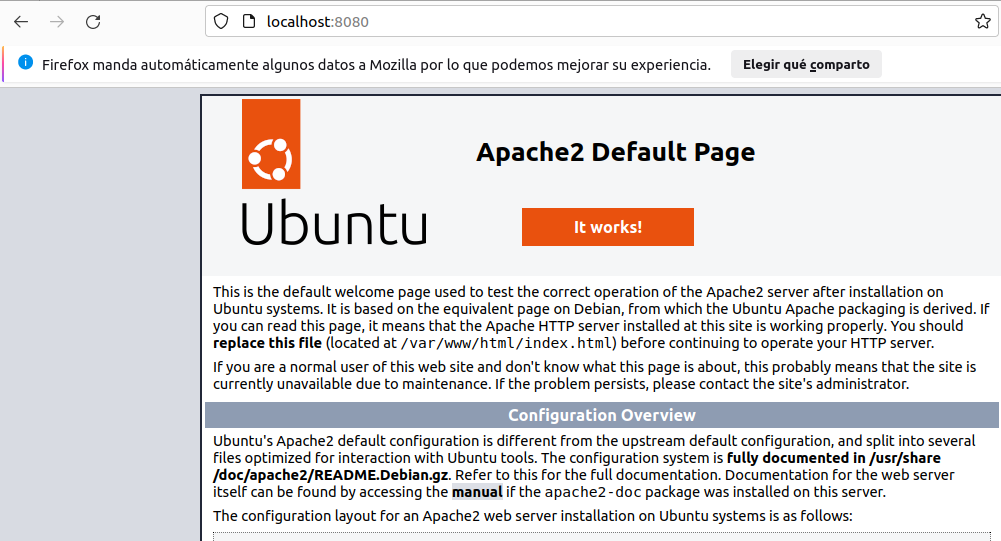 localhost:8080
Firefox manda automáticamente algunos datos a Mozilla por lo que podemos mejorar su experiencia.
Elegir qué comparto
Apache2 Default Page
Ubuntu
It works!
This is the default welcome page used to test the correct operation of the Apache2 server after installation on
Ubuntu systems. It is based on the equivalent page on Debian, from which the Ubuntu Apache packaging is derived. If
you can read this page, it means that the Apache HTTP server installed at this site is working properly. You should
replace this file (located at /var/www/html/index.html) before continuing to operate your HTTP server.
If you are a normal user of this web site and don't know what this page is about, this probably means that the site is
currently unavailable due to maintenance. If the problem persists, please contact the site's administrator.
Configuration Overview
Ubuntu's Apache2 default configuration is different from the upstream default configuration, and split into several
files optimized for interaction with Ubuntu tools. The configuration system is fully documented in /usr/share
/doc/apache2/README.Debian.gz. Refer to this for the full documentation. Documentation for the web server
itself can be found by accessing the manual if the apache2-doc package was installed on this server.
The configuration layout for an Apache2 web server installation on Ubuntu systems is as follows: